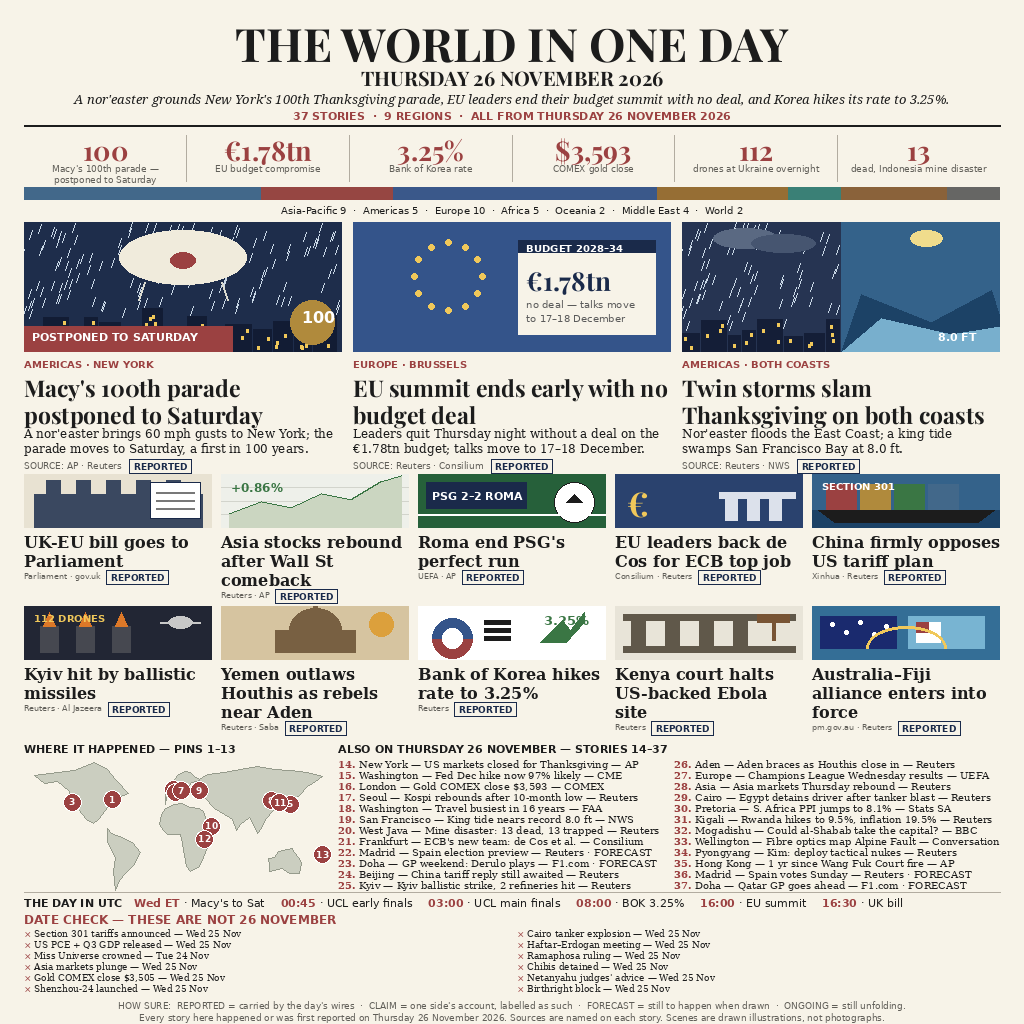 THE WORLD IN ONE DAY
THURSDAY 26 NOVEMBER 2026
A nor'easter grounds New York's 100th Thanksgiving parade, EU leaders end their budget summit with no deal, and Korea hikes its rate to 3.25%.
37 STORIES · 9 REGIONS · ALL FROM THURSDAY 26 NOVEMBER 2026
100
Macy's 100th parade —
postponed to Saturday
€1.78tn
EU budget compromise
3.25%
Bank of Korea rate
$3,593
COMEX gold close
112
drones at Ukraine overnight
13
dead, Indonesia mine disaster
Asia-Pacific 9 · Americas 5 · Europe 10 · Africa 5 · Oceania 2 · Middle East 4 · World 2
100
POSTPONED TO SATURDAY
BUDGET 2028–34
€1.78tn
no deal — talks move
to 17–18 December
8.0 FT
AMERICAS · NEW YORK
Macy's 100th parade
postponed to Saturday
A nor'easter brings 60 mph gusts to New York; the
parade moves to Saturday, a first in 100 years.
SOURCE: AP · Reuters REPORTED
EUROPE · BRUSSELS
EU summit ends early with no
budget deal
Leaders quit Thursday night without a deal on the
€1.78tn budget; talks move to 17–18 December.
SOURCE: Reuters · Consilium REPORTED
AMERICAS · BOTH COASTS
Twin storms slam
Thanksgiving on both coasts
Nor'easter floods the East Coast; a king tide
swamps San Francisco Bay at 8.0 ft.
SOURCE: Reuters · NWS REPORTED
UK-EU bill goes to
Parliament
Parliament · gov.uk REPORTED
+0.86%
Asia stocks rebound
after Wall St
comeback
Reuters · AP REPORTED
PSG 2–2 ROMA
Roma end PSG's
perfect run
UEFA · AP REPORTED
€
EU leaders back de
Cos for ECB top job
Consilium · Reuters REPORTED
SECTION 301
China firmly opposes
US tariff plan
Xinhua · Reuters REPORTED
112 DRONES
Kyiv hit by ballistic
missiles
Reuters · Al Jazeera REPORTED
Yemen outlaws
Houthis as rebels
near Aden
Reuters · Saba REPORTED
3.25%
Bank of Korea hikes
rate to 3.25%
Reuters REPORTED
Kenya court halts
US-backed Ebola
site
Reuters REPORTED
Australia–Fiji
alliance enters into
force
pm.gov.au · Reuters REPORTED
WHERE IT HAPPENED — PINS 1–13
3
1
7
9
11
5
10
12
13
ALSO ON THURSDAY 26 NOVEMBER — STORIES 14–37
14. New York — US markets closed for Thanksgiving — AP
15. Washington — Fed Dec hike now 97% likely — CME
16. London — Gold COMEX close $3,593 — COMEX
17. Seoul — Kospi rebounds after 10-month low — Reuters
18. Washington — Travel busiest in 16 years — FAA
19. San Francisco — King tide nears record 8.0 ft — NWS
20. West Java — Mine disaster: 13 dead, 13 trapped — Reuters
21. Frankfurt — ECB's new team: de Cos et al. — Consilium
22. Madrid — Spain election preview — Reuters · FORECAST
23. Doha — GP weekend: Derulo plays — F1.com · FORECAST
24. Beijing — China tariff reply still awaited — Reuters
25. Kyiv — Kyiv ballistic strike, 2 refineries hit — Reuters
26. Aden — Aden braces as Houthis close in — Reuters
27. Europe — Champions League Wednesday results — UEFA
28. Asia — Asia markets Thursday rebound — Reuters
29. Cairo — Egypt detains driver after tanker blast — Reuters
30. Pretoria — S. Africa PPI jumps to 8.1% — Stats SA
31. Kigali — Rwanda hikes to 9.5%, inflation 19.5% — Reuters
32. Mogadishu — Could al-Shabab take the capital? — BBC
33. Wellington — Fibre optics map Alpine Fault — Conversation
34. Pyongyang — Kim: deploy tactical nukes — Reuters
35. Hong Kong — 1 yr since Wang Fuk Court fire — AP
36. Madrid — Spain votes Sunday — Reuters · FORECAST
37. Doha — Qatar GP goes ahead — F1.com · FORECAST
THE DAY IN UTC Wed ET · Macy's to Sat 00:45 · UCL early finals 03:00 · UCL main finals 08:00 · BOK 3.25% 16:00 · EU summit 16:30 · UK bill
DATE CHECK — THESE ARE NOT 26 NOVEMBER
× Section 301 tariffs announced — Wed 25 Nov
× US PCE + Q3 GDP released — Wed 25 Nov
× Miss Universe crowned — Tue 24 Nov
× Asia markets plunge — Wed 25 Nov
× Gold COMEX close $3,505 — Wed 25 Nov
× Shenzhou-24 launched — Wed 25 Nov
× Cairo tanker explosion — Wed 25 Nov
× Haftar–Erdogan meeting — Wed 25 Nov
× Ramaphosa ruling — Wed 25 Nov
× Chibis detained — Wed 25 Nov
× Netanyahu judges' advice — Wed 25 Nov
× Birthright block — Wed 25 Nov
HOW SURE: REPORTED = carried by the day's wires · CLAIM = one side's account, labelled as such · FORECAST = still to happen when drawn · ONGOING = still unfolding.
Every story here happened or was first reported on Thursday 26 November 2026. Sources are named on each story. Scenes are drawn illustrations, not photographs.